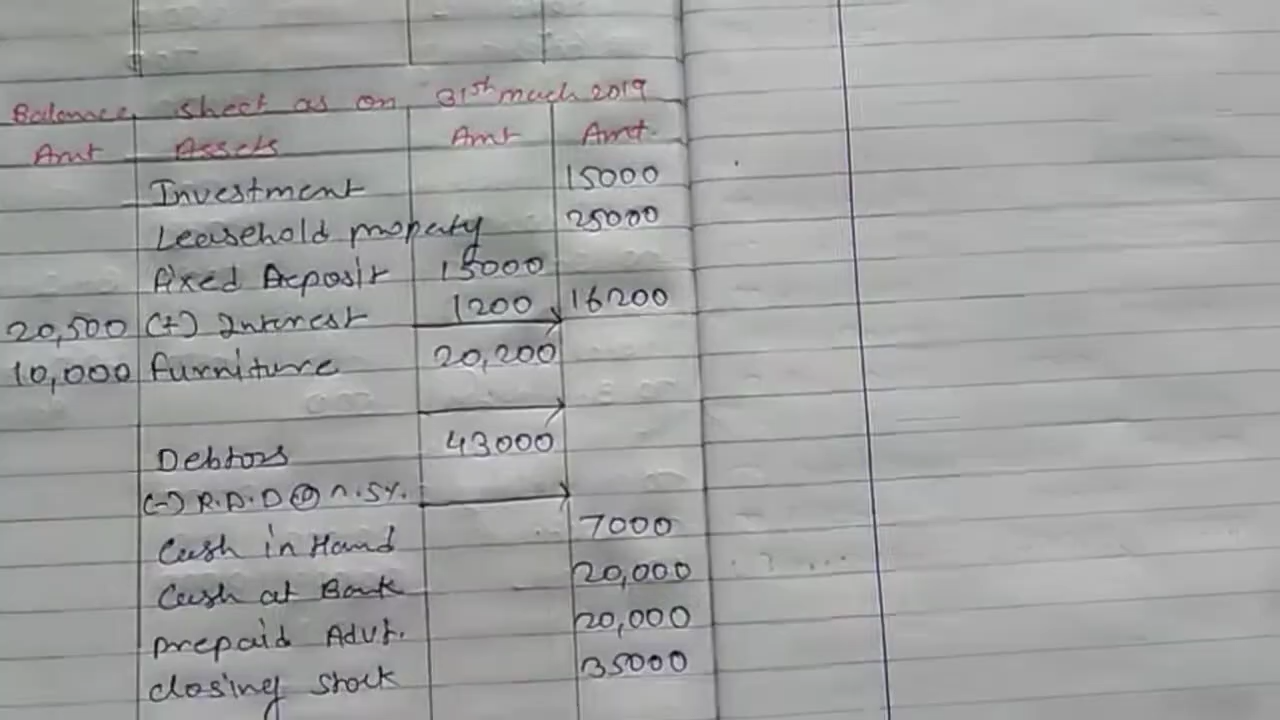 Balance sheet as on 31st mach 2019
Amt Assets Amt Amt.
Investment 15000
Leasehold propaty 25000
fixed Deposit 15000
20,500 (+) Interest 1200 16200
10,000 furniture 20,200
Debtors 43000
(-) R.D.D @
Cash in Hand 7000
Cash at Bank 20,000
prepaid Advt. 20,000
closing stock 35000